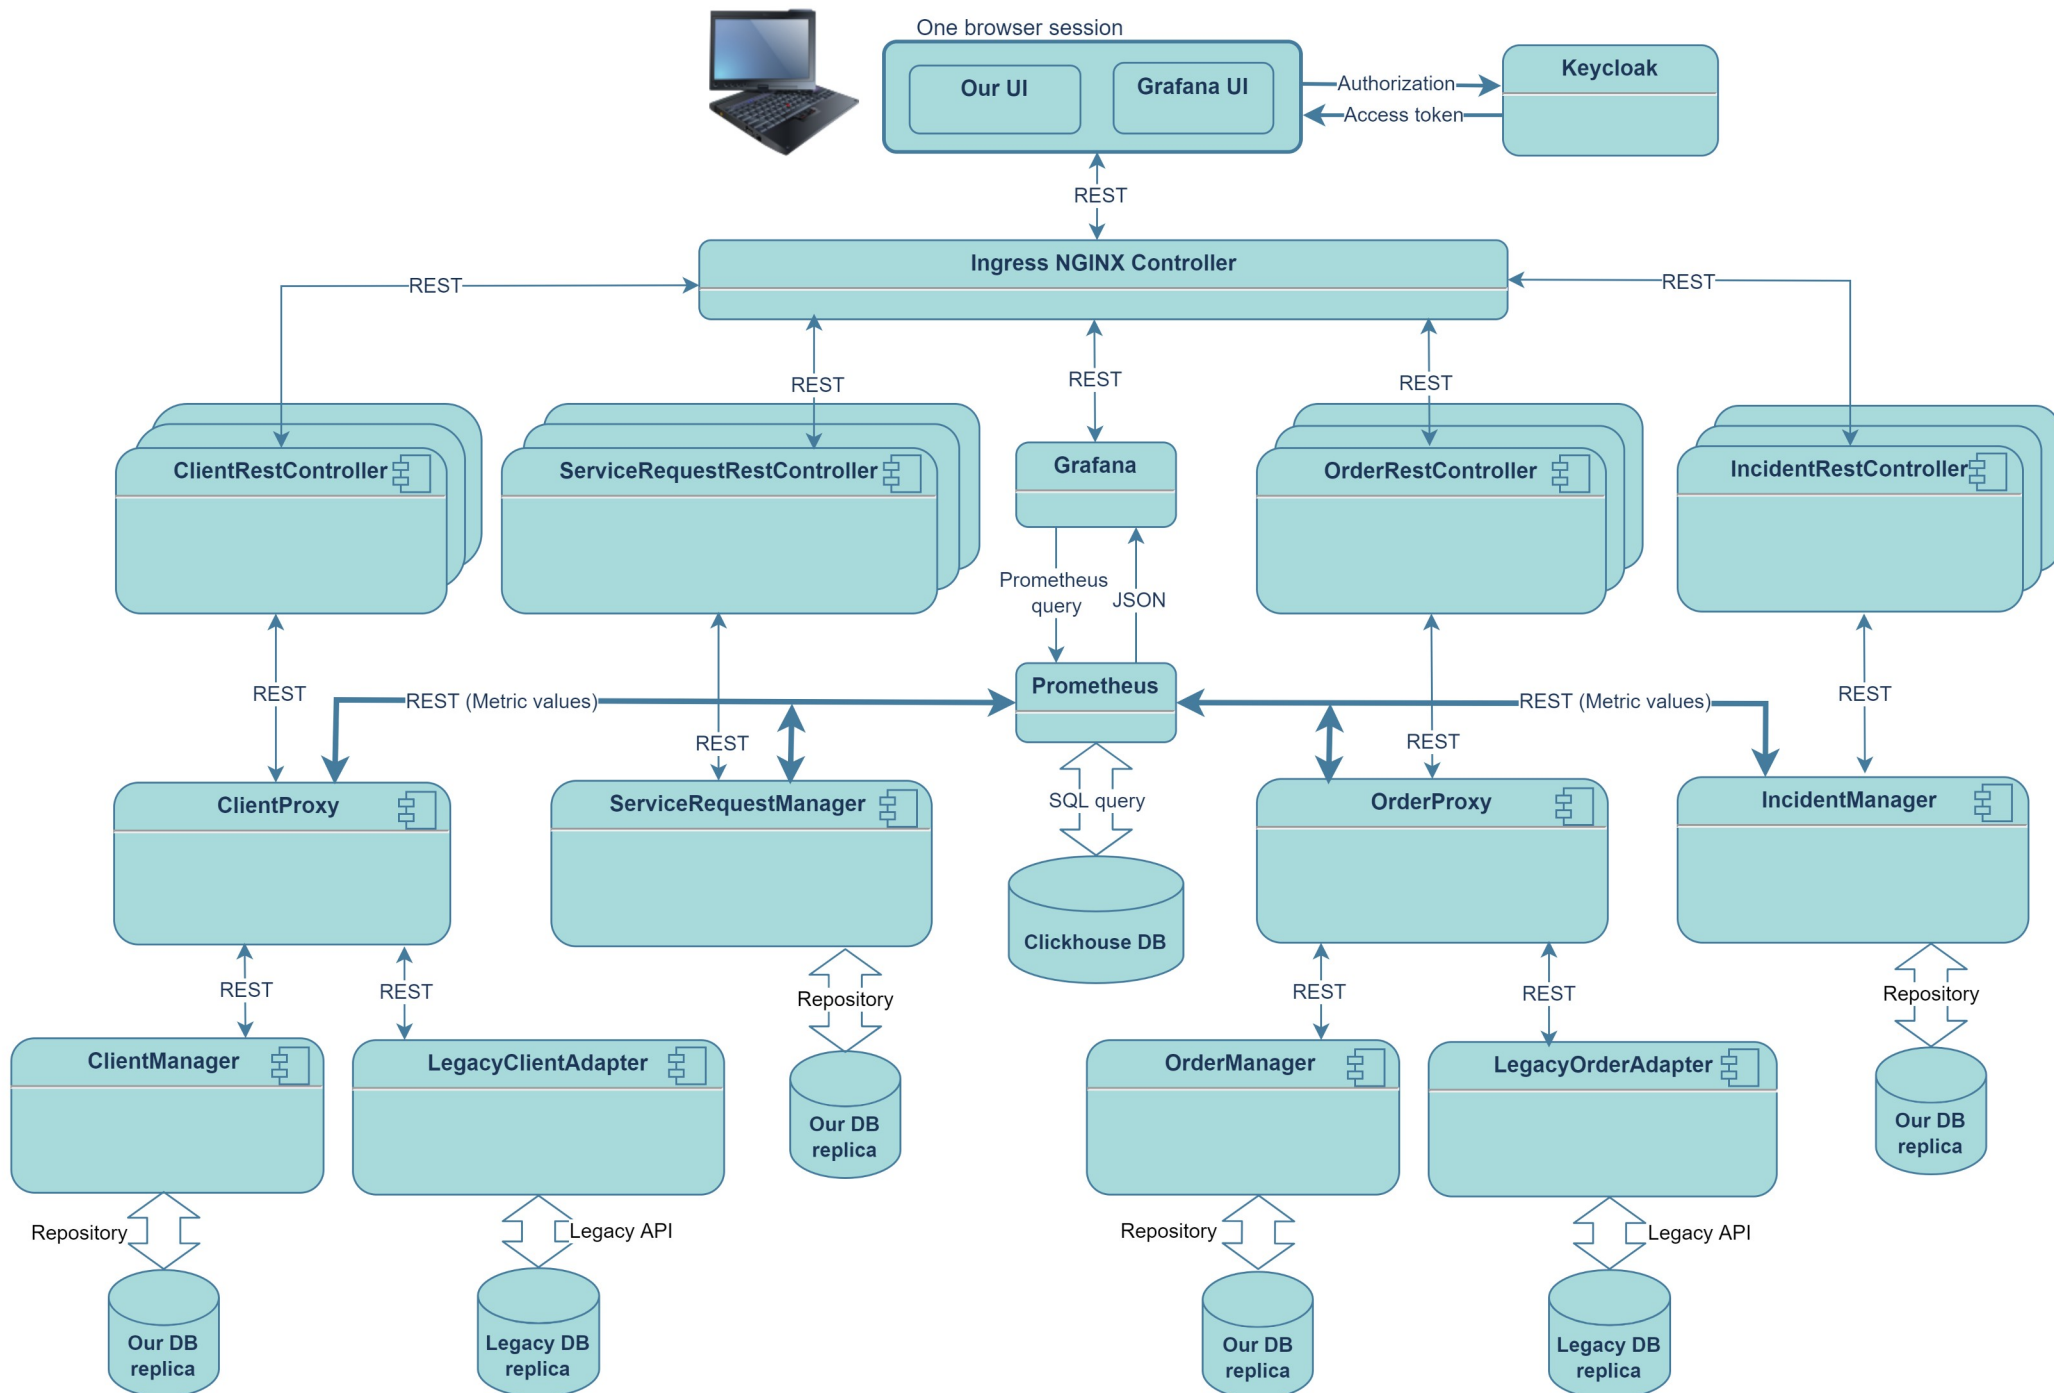 One browser session
Our UI
Grafana UI
Authorization
Access token
Keycloak
REST
Ingress NGINX Controller
REST
REST
REST
REST
REST
ClientRestController
ServiceRequestRestController
Grafana
OrderRestController
IncidentRestController
Prometheus
query
JSON
REST
REST (Metric values)
REST
Prometheus
REST (Metric values)
REST
REST
ClientProxy
ServiceRequestManager
SQL query
OrderProxy
IncidentManager
Clickhouse DB
REST
REST
Repository
REST
REST
Repository
ClientManager
LegacyClientAdapter
Our DB
replica
OrderManager
LegacyOrderAdapter
Our DB
replica
Repository
Legacy API
Repository
Legacy API
Our DB
replica
Legacy DB
replica
Our DB
replica
Legacy DB
replica